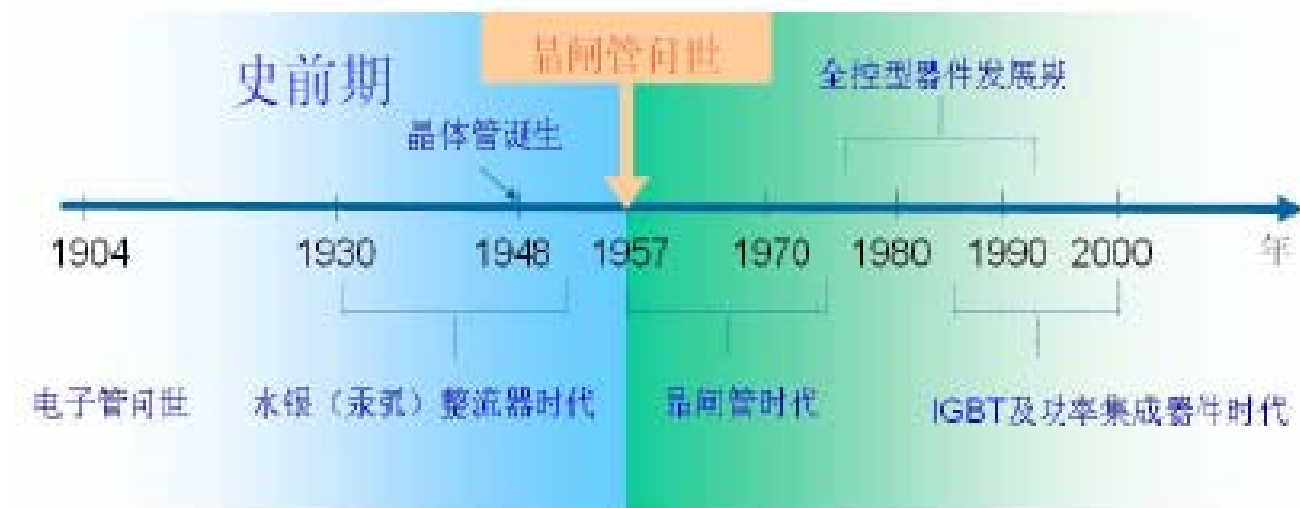 史前期
晶闸管问世
全控型器件发展期
晶体管诞生
1904 1930 1948 1957 1970 1980 1990 2000 年
电子管问世
水银（汞弧）整流器时代
晶闸管时代
IGBT及功率集成器件时代